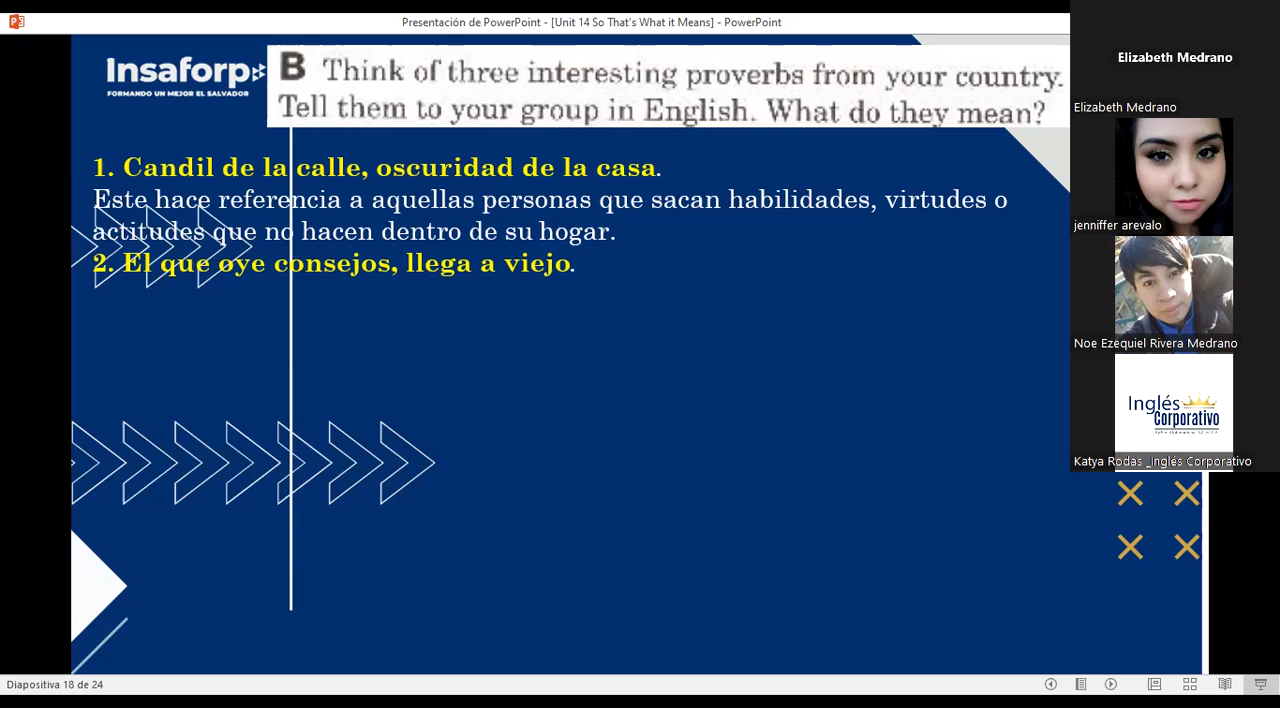 Presentación de PowerPoint - [Unit 14 So That's What it Means] - PowerPoint
Insaforp
FORMANDO UN MEJOR EL SALVADOR
B Think of three interesting proverbs from your country.
Tell them to your group in English. What do they mean?
1. Candil de la calle, oscuridad de la casa.
Este hace referencia a aquellas personas que sacan habilidades, virtudes o
actitudes que no hacen dentro de su hogar.
2. El que oye consejos, llega a viejo.
Elizabeth Medrano
Elizabeth Medrano
jenniffer arevalo
Noe Ezequiel Rivera Medrano
Inglés
Corporativo
Katya Rodas _Inglés Corporativo
Diapositiva 18 de 24